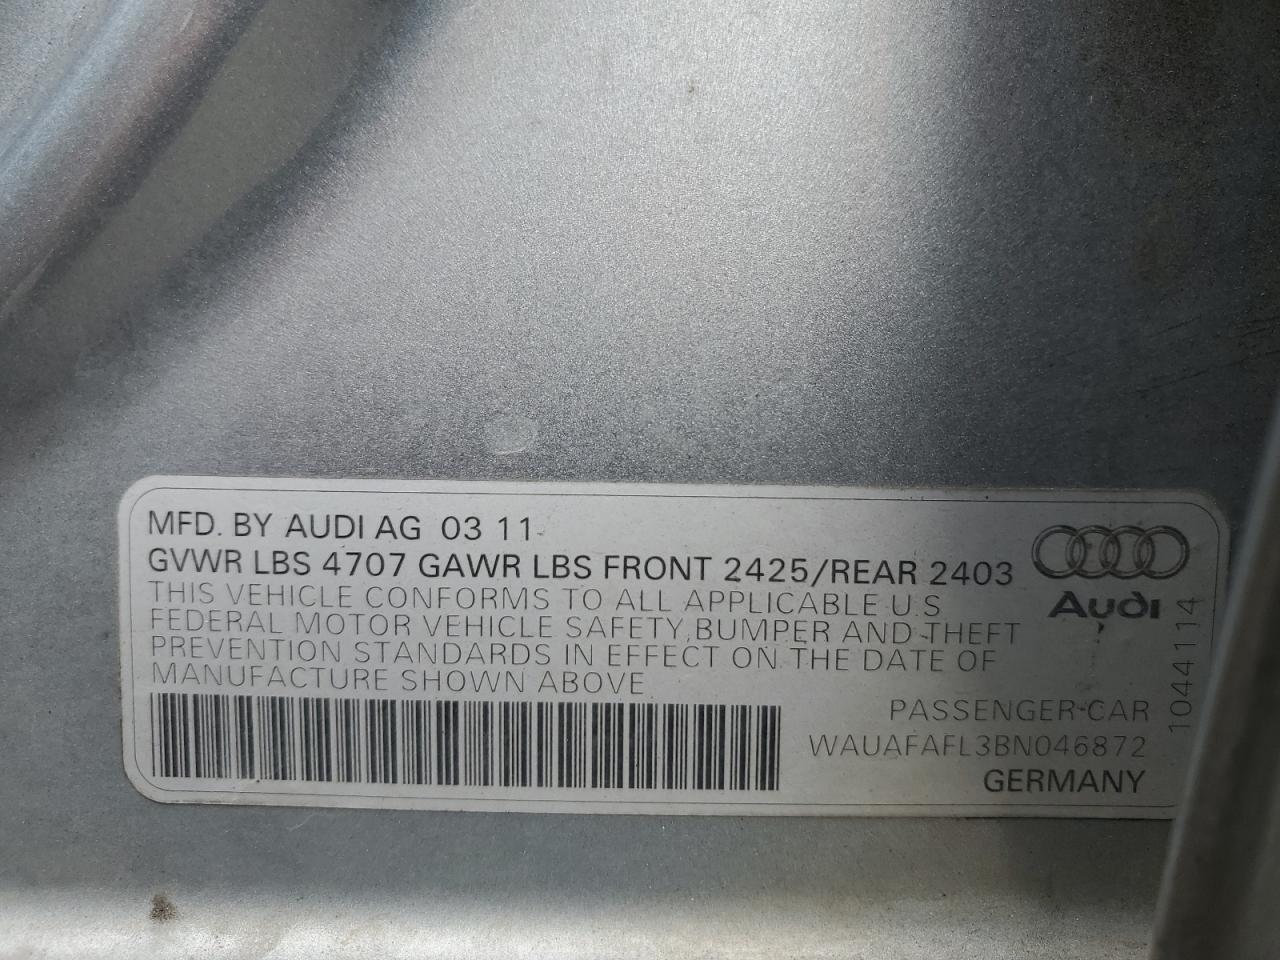 MFD. BY AUDI AG 03 11
GVWR LBS 4707 GAWR LBS FRONT 2425/REAR 2403
THIS VEHICLE CONFORMS TO ALL APPLICABLE U.S
FEDERAL MOTOR VEHICLE SAFETY, BUMPER AND THEFT
PREVENTION STANDARDS IN EFFECT ON THE DATE OF
MANUFACTURE SHOWN ABOVE
Audi
PASSENGER-CAR
WAUAFAFL3BN046872
GERMANY
1044114